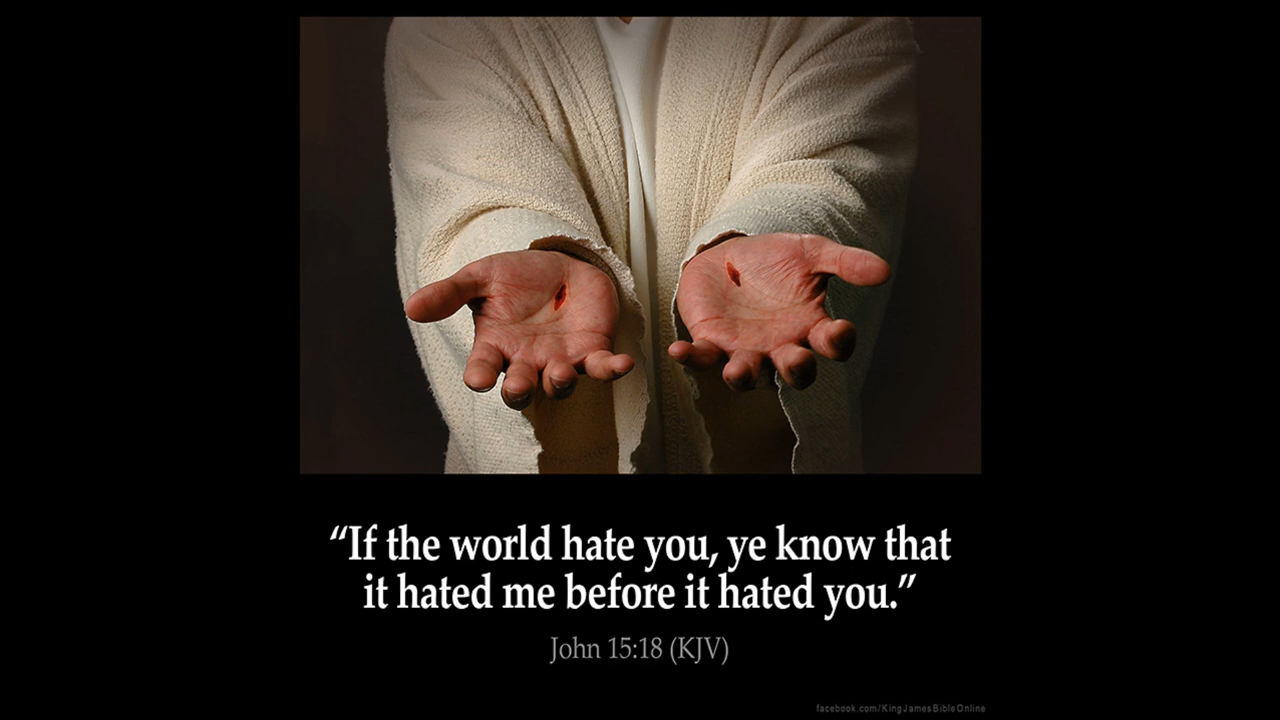 “If the world hate you, ye know that
it hated me before it hated you.”
John 15:18 (KJV)
facebook.com/KingJamesBibleOnline